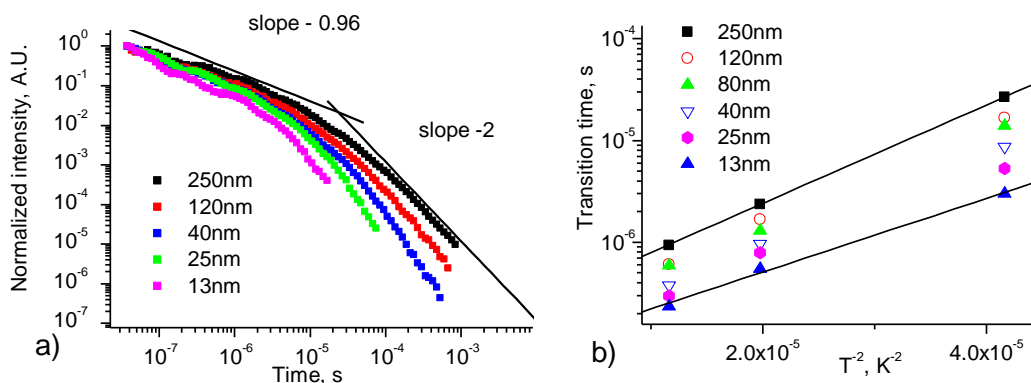 slope - 0.96
10^0
10^-1
10^-2
10^-3
10^-4
10^-5
10^-6
10^-7
Normalized intensity, A.U.
slope -2
250nm
120nm
40nm
25nm
13nm
10^-7
10^-6
10^-5
10^-4
10^-3
a)
Time, s
10^-4
10^-5
10^-6
Transition time, s
250nm
120nm
80nm
40nm
25nm
13nm
2.0x10^-5
4.0x10^-5
b)
T^-2, K^-2